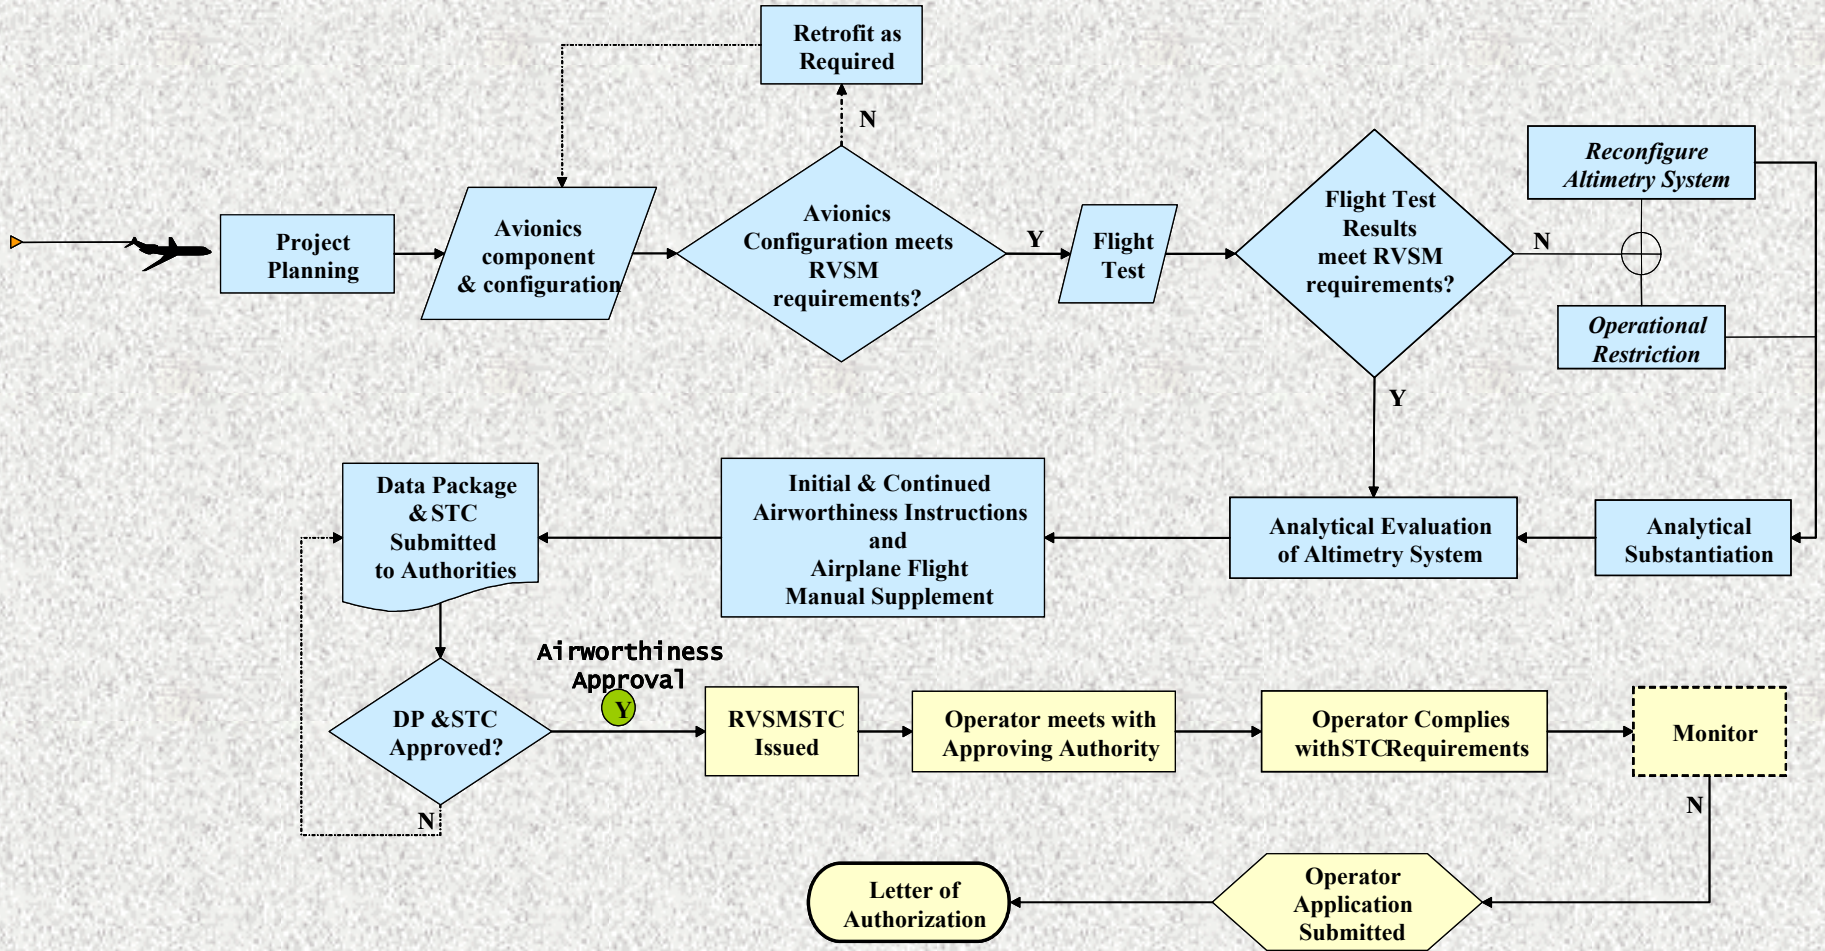 Retrofit as
Required
N
Project
Planning
Avionics
component
& configuration
Avionics
Configuration meets
RVSM
requirements?
Y
Flight
Test
Flight Test
Results
meet RVSM
requirements?
N
Reconfigure
Altimetry System
Operational
Restriction
Y
Data Package
&STC
Submitted
to Authorities
Initial & Continued
Airworthiness Instructions
and
Airplane Flight
Manual Supplement
Analytical Evaluation
of Altimetry System
Analytical
Substantiation
Airworthiness
Approval
Y
DP &STC
Approved?
N
RVSMSTC
Issued
Operator meets with
Approving Authority
Operator Complies
withSTCRequirements
Monitor
N
Letter of
Authorization
Operator
Application
Submitted